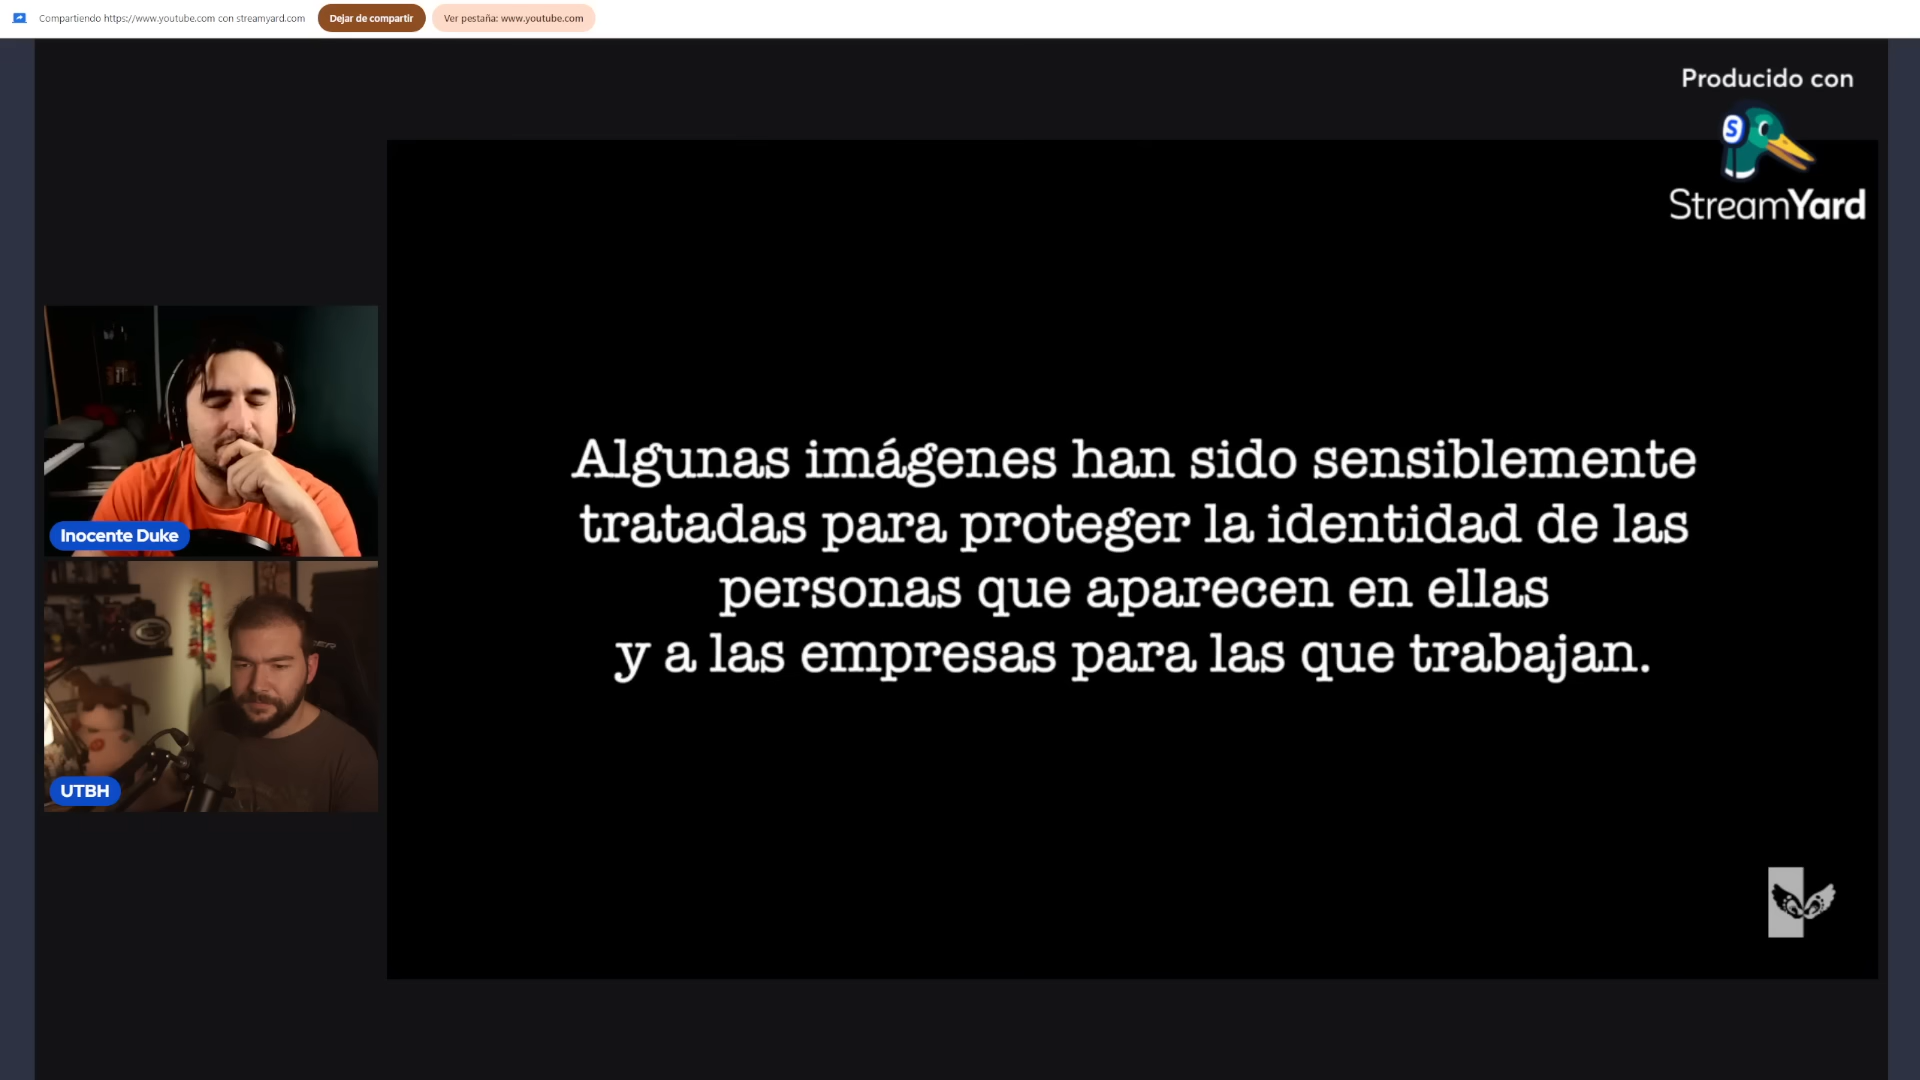 Compartiendo https://www.youtube.com con streamyard.com
Dejar de compartir
Ver pestaña: www.youtube.com
Producido con
S
StreamYard
Algunas imágenes han sido sensiblemente
tratadas para proteger la identidad de las
personas que aparecen en ellas
y a las empresas para las que trabajan.
Inocente Duke
UTBH